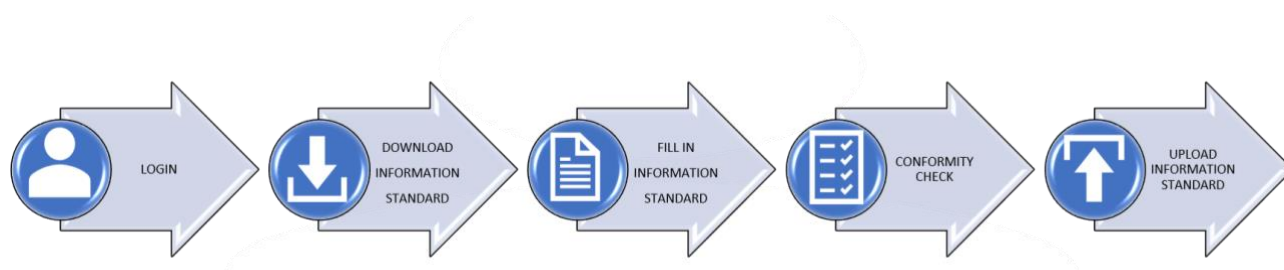 LOGIN
DOWNLOAD
INFORMATION
STANDARD
FILL IN
INFORMATION
STANDARD
CONFORMITY
CHECK
UPLOAD
INFORMATION
STANDARD